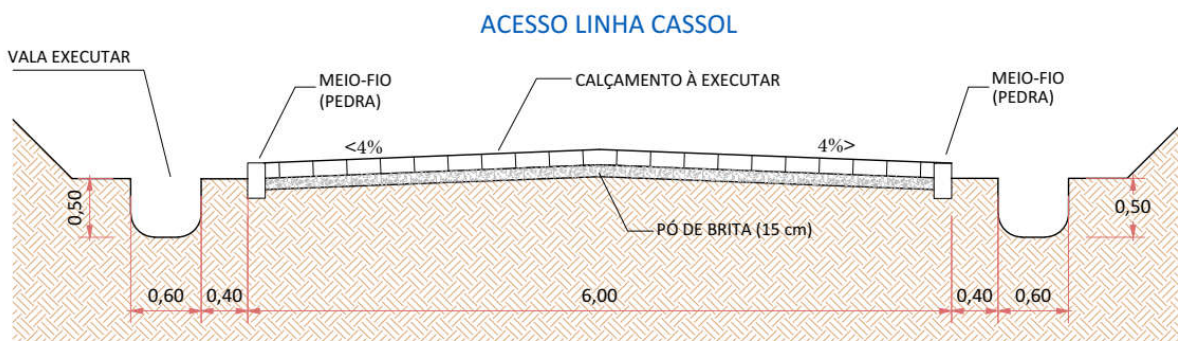 ACESSO LINHA CASSOL
VALA EXECUTAR
MEIO-FIO
(PEDRA)
CALÇAMENTO À EXECUTAR
MEIO-FIO
(PEDRA)
<4%
4%>
0,50
0,50
PÓ DE BRITA (15 cm)
0,60
0,40
6,00
0,40
0,60